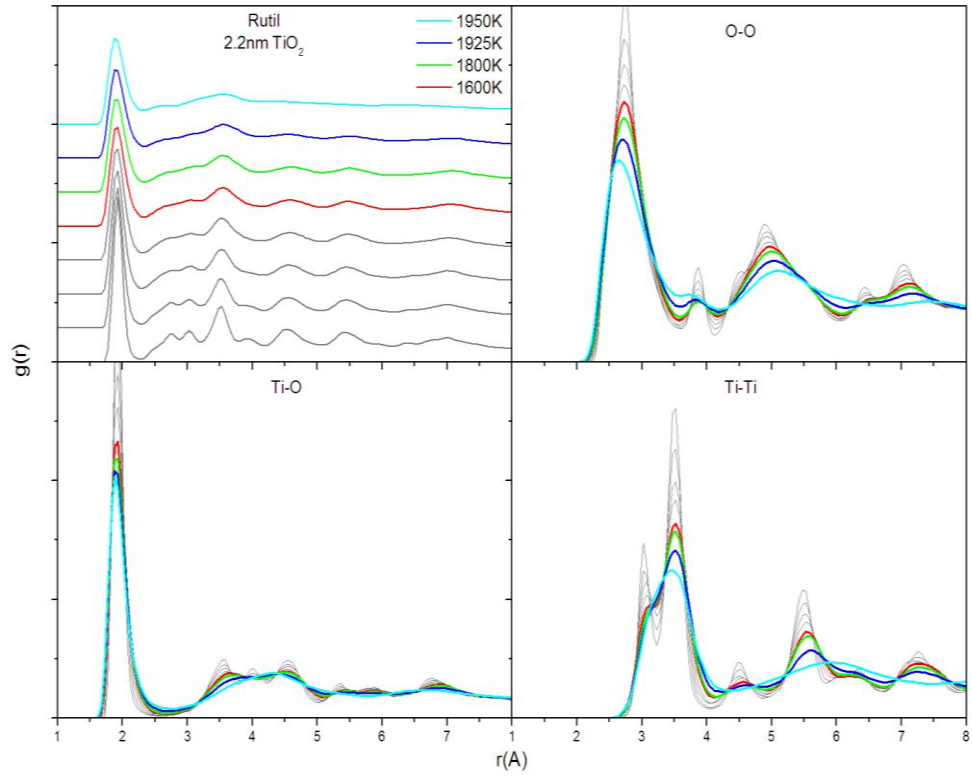 Rutil
2.2nm TiO2
1950K
1925K
1800K
1600K
O-O
g(r)
Ti-O
Ti-Ti
1 2 3 4 5 6 7 1 2 3 4 5 6 7 8
r(A)